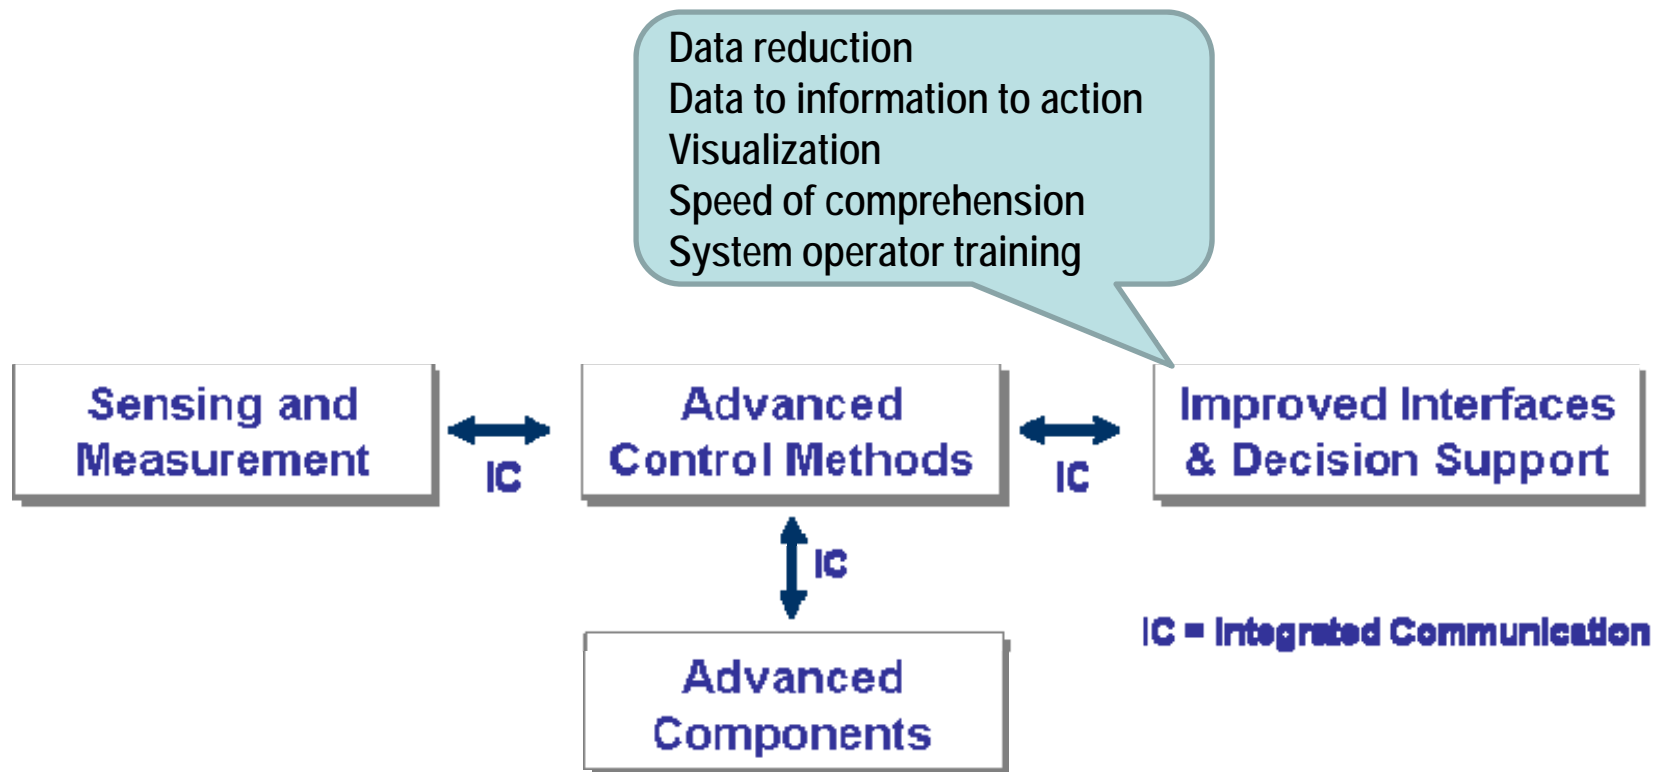 Data reduction
Data to information to action
Visualization
Speed of comprehension
System operator training
Sensing and
Measurement
IC
Advanced
Control Methods
IC
Improved Interfaces
& Decision Support
IC
IC = Integrated Communication
Advanced
Components